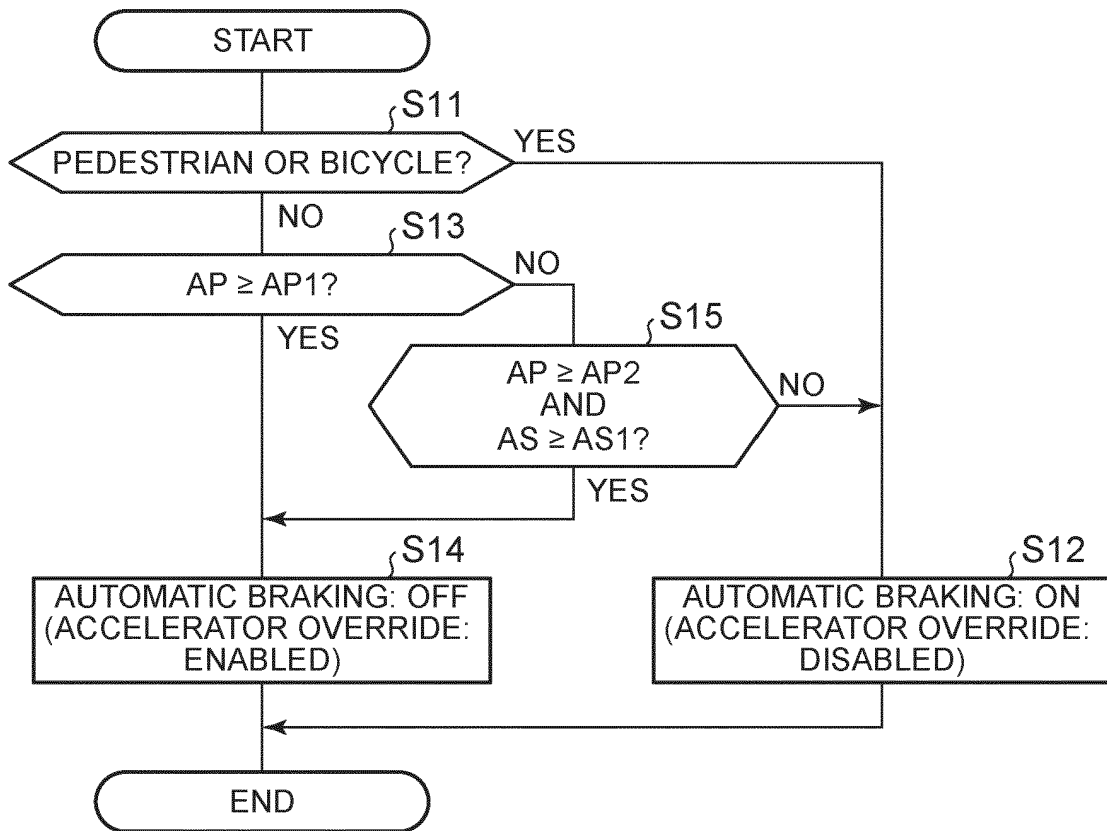 START
S11
PEDESTRIAN OR BICYCLE?
YES
NO
S13
AP ≥ AP1?
NO
YES
S15
AP ≥ AP2
AND
AS ≥ AS1?
NO
YES
S14
AUTOMATIC BRAKING: OFF
(ACCELERATOR OVERRIDE:
ENABLED)
S12
AUTOMATIC BRAKING: ON
(ACCELERATOR OVERRIDE:
DISABLED)
END